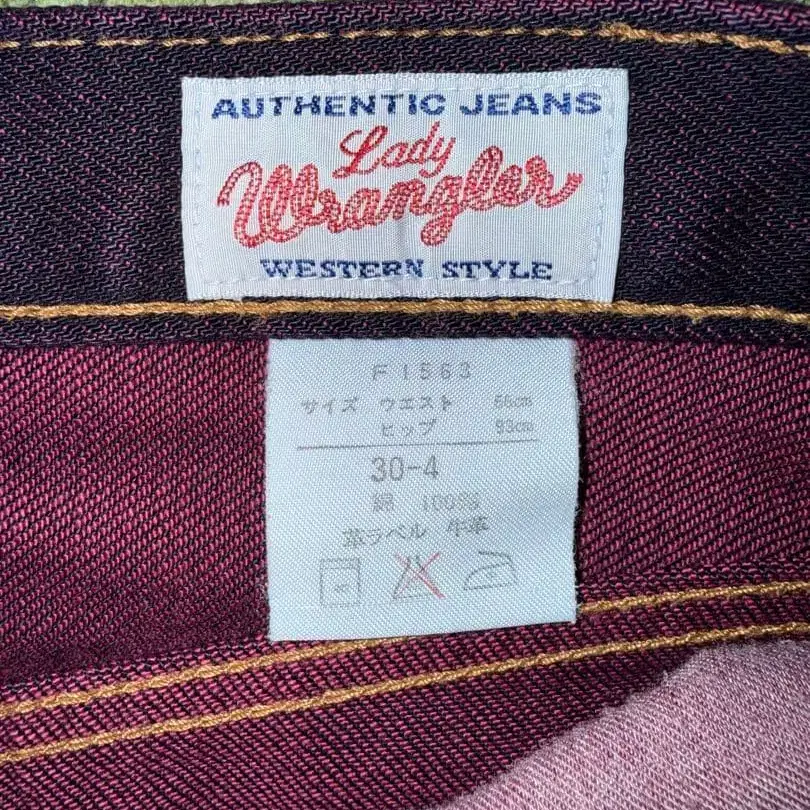 AUTHENTIC JEANS
Lady
Wrangler
WESTERN STYLE
F1563
サイズ ウエスト 66cm
ヒップ 93cm
30-4
綿 100%
革ラベル 牛革